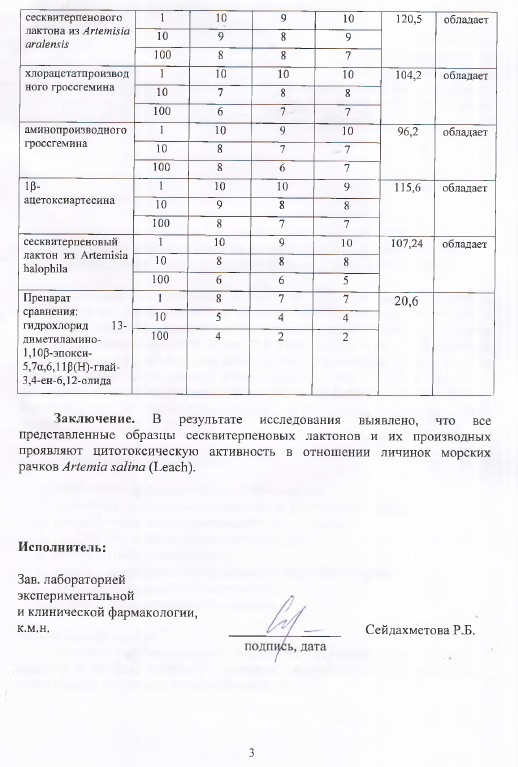 сесквитерпенового 1 10 9 10 120,5 обладает
лактона из Artemisia 10 9 8 9
aralensis 100 8 8 7
хлорацетатпроизвод 1 10 10 10 104,2 обладает
ного гроссгемина 10 7 8 8
100 6 7 7
аминопроизводного 1 10 9 10 96,2 обладает
гроссгемина 10 8 7 7
100 8 6 7
1β- 1 10 10 9 115,6 обладает
ацетоксиартесина 10 9 8 8
100 8 7 7
сесквитерпеновый 1 10 9 10 107,24 обладает
лактон из Artemisia 10 8 8 8
halophila 100 6 6 5
Препарат 1 8 7 7 20,6
сравнения: 10 5 4 4
гидрохлорид 13- 100 4 2 2
диметиламино-
1,10β-эпокси-
5,7α,6,11β(Н)-гвай-
3,4-ен-6,12-олида
Заключение. В результате исследования выявлено, что все
представленные образцы сесквитерпеновых лактонов и их производных
проявляют цитотоксическую активность в отношении личинок морских
рачков Artemia salina (Leach).
Исполнитель:
Зав. лабораторией
экспериментальной
и клинической фармакологии,
к.м.н. Сейдахметова Р.Б.
подпись, дата
3